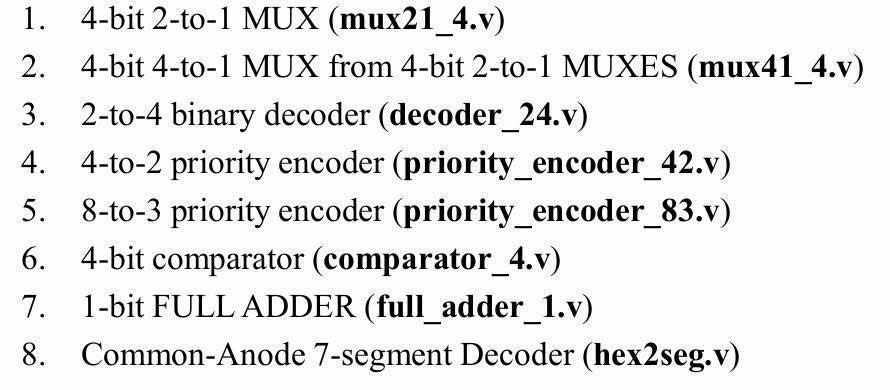 1. 4-bit 2-to-1 MUX (mux21_4.v)
2. 4-bit 4-to-1 MUX from 4-bit 2-to-1 MUXES (mux41_4.v)
3. 2-to-4 binary decoder (decoder_24.v)
4. 4-to-2 priority encoder (priority_encoder_42.v)
5. 8-to-3 priority encoder (priority_encoder_83.v)
6. 4-bit comparator (comparator_4.v)
7. 1-bit FULL ADDER (full_adder_1.v)
8. Common-Anode 7-segment Decoder (hex2seg.v)